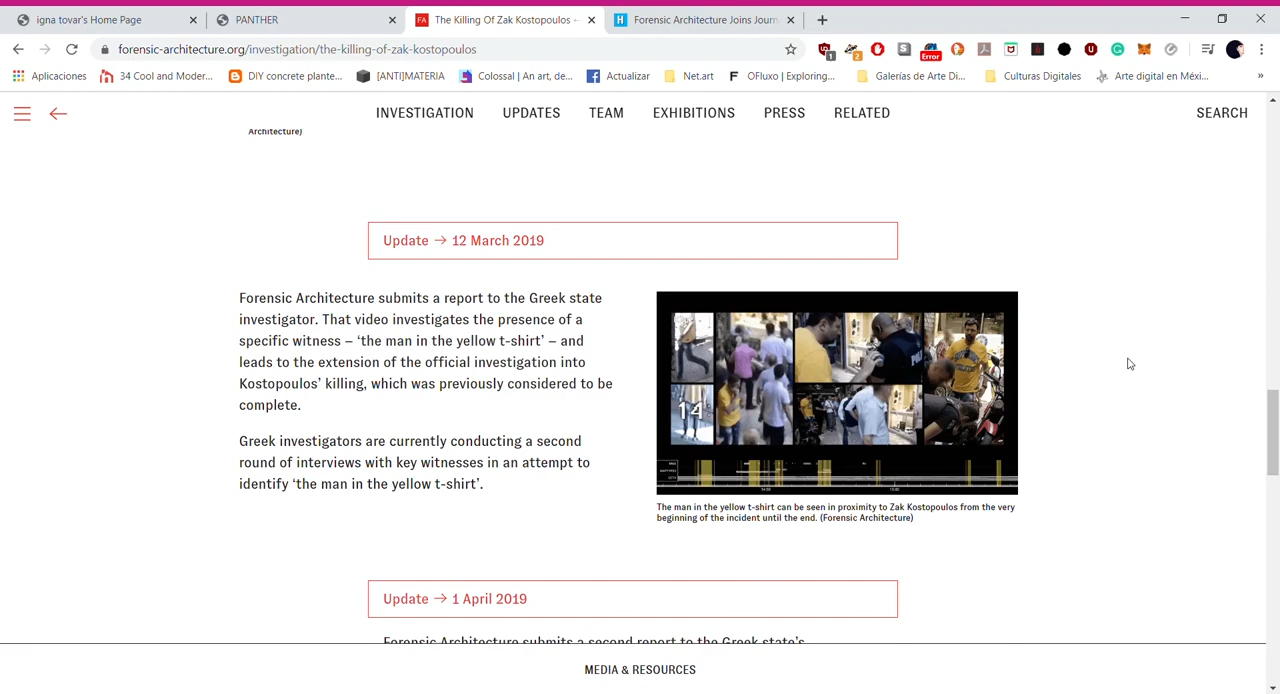 igna tovar's Home Page
PANTHER
FA The Killing Of Zak Kostopoulos ←
H Forensic Architecture Joins Journ
forensic-architecture.org/investigation/the-killing-of-zak-kostopoulos
1
2
Error
Aplicaciones
34 Cool and Moder...
DIY concrete plante...
[ANTI]MATERIA
Colossal | An art, de...
Actualizar
Net.art
OFluxo | Exploring...
Galerías de Arte Di...
Culturas Digitales
Arte digital en Méxi...
»
INVESTIGATION
UPDATES
TEAM
EXHIBITIONS
PRESS
RELATED
SEARCH
Architecture)
Update → 12 March 2019
Forensic Architecture submits a report to the Greek state
investigator. That video investigates the presence of a
specific witness – ‘the man in the yellow t-shirt’ – and
leads to the extension of the official investigation into
Kostopoulos’ killing, which was previously considered to be
complete.
Greek investigators are currently conducting a second
round of interviews with key witnesses in an attempt to
identify ‘the man in the yellow t-shirt’.
14
The man in the yellow t-shirt can be seen in proximity to Zak Kostopoulos from the very
beginning of the incident until the end. (Forensic Architecture)
Update → 1 April 2019
Forensic Architecture submits a second report to the Greek state’s
MEDIA & RESOURCES